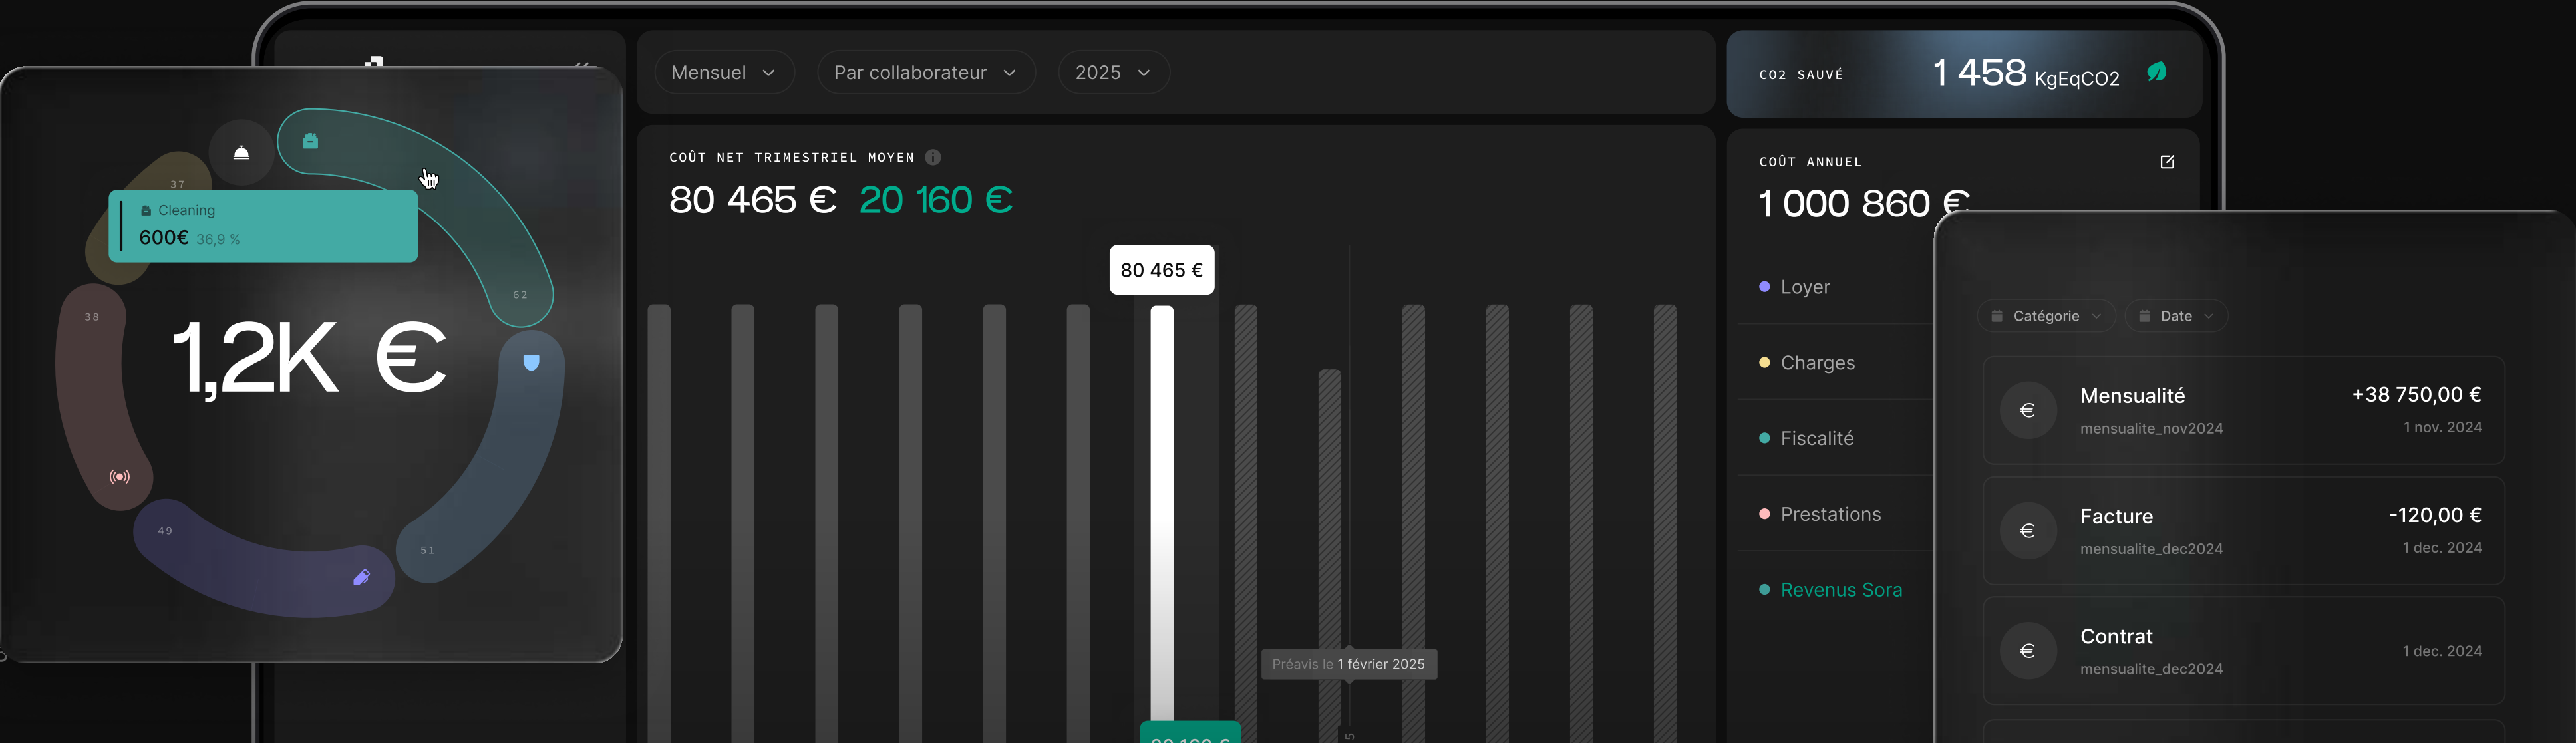 37
Cleaning
600€ 36,9 %
62
38
1,2K €
49
51
Mensuel
Par collaborateur
2025
COÛT NET TRIMESTRIEL MOYEN
80 465 € 20 160 €
80 465 €
Préavis le 1 février 2025
CO2 SAUVÉ
1 458 KgEqCO2
COÛT ANNUEL
1 000 860 €
Loyer
Charges
Fiscalité
Prestations
Revenus Sora
Catégorie
Date
Mensualité
+38 750,00 €
mensualite_nov2024
1 nov. 2024
Facture
-120,00 €
mensualite_dec2024
1 dec. 2024
Contrat
mensualite_dec2024
1 dec. 2024